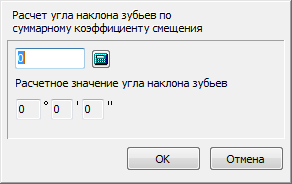 Расчет угла наклона зубьев по
суммарному коэффициенту смещения
0
Расчетное значение угла наклона зубьев
0 ° 0 ' 0 "
OK Отмена